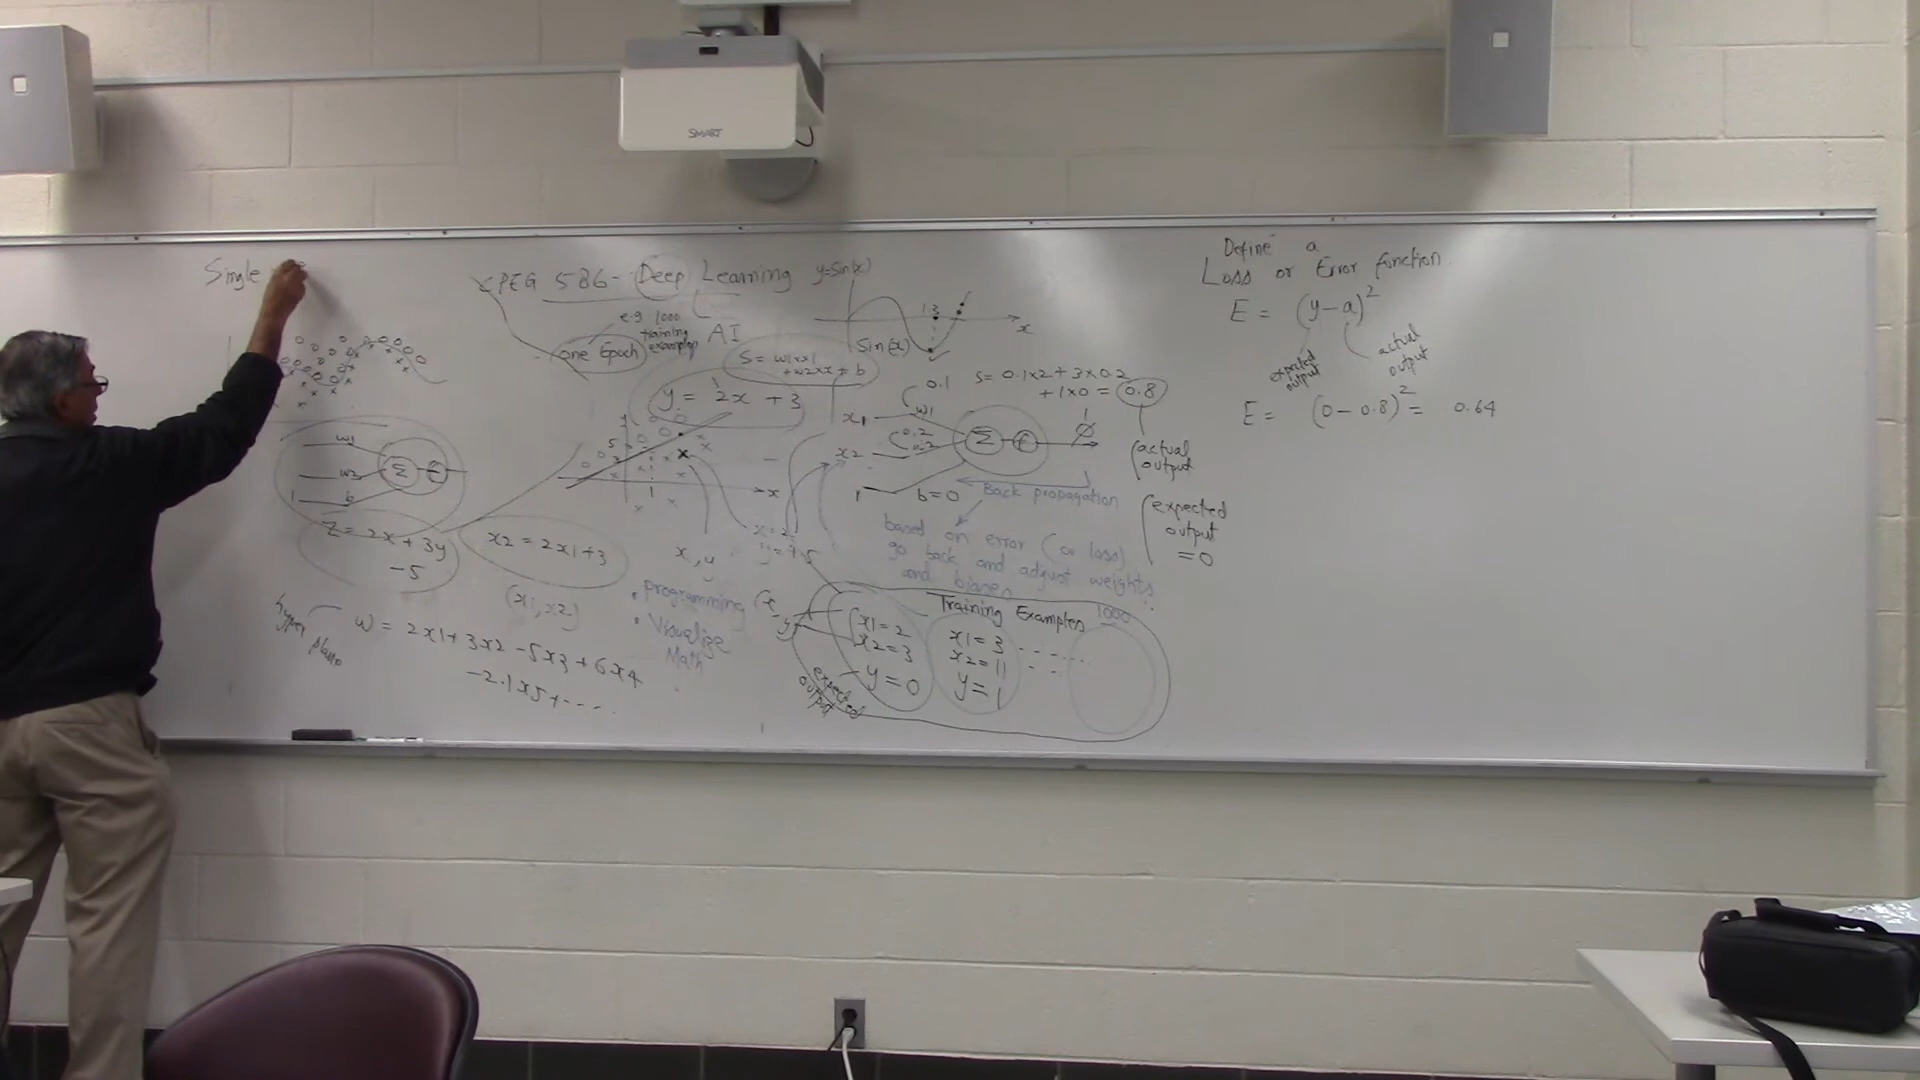 SMART
Single
CPEG 586- Deep Learning
y=Sin(x)
e.g. 1000
training
examples
AI
one Epoch
S = w1x1
+w2x2+b
y = 2x + 3
1.3
x
Sin(x)
0.1
S= 0.1x2 + 3x0.2
+ 1x0 = 0.8
x1
w1
0.2
x2
Σ
1
b=0
actual
output
expected
output
=0
Back propagation
based on error (or loss)
go back and adjust weights
and biases
Define a
Loss or Error function
E = (y-a)²
expected
output
actual
output
E = (0-0.8)² = 0.64
w1
w2
1
b
Σ
Z = 2x + 3y
-5
x2 = 2x1+3
(x1,x2)
hyper plane
w = 2x1+ 3x2 -5x3 + 6x4
-2.1x5+----
5
y
x
1
x,y
• programming
• Visualize
Math
Training Examples
1000
x1=2
x2=3
y=0
expected
output
x1=3
x2=11
y=1